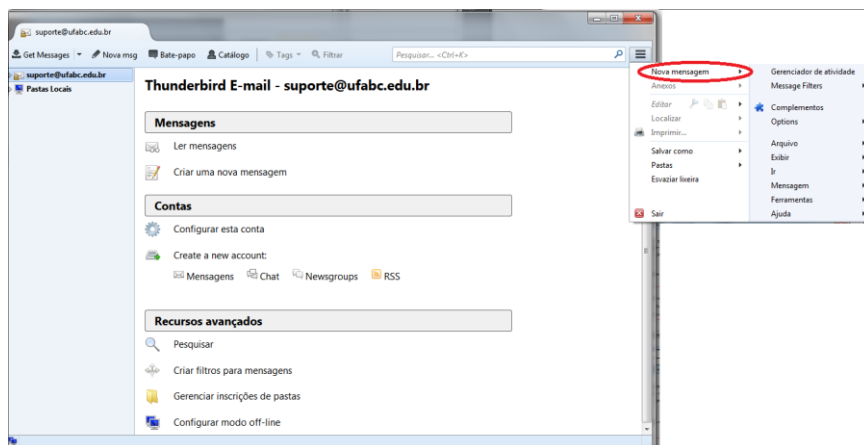 suporte@ufabc.edu.br
Get Messages Nova msg Bate-papo Catálogo Tags Filtrar Pesquisar... <Ctrl+K>
suporte@ufabc.edu.br
Pastas Locais
Thunderbird E-mail - suporte@ufabc.edu.br
Mensagens
Ler mensagens
Criar uma nova mensagem
Contas
Configurar esta conta
Create a new account:
Mensagens Chat Newsgroups RSS
Recursos avançados
Pesquisar
Criar filtros para mensagens
Gerenciar inscrições de pastas
Configurar modo off-line
Nova mensagem
Anexos
Editar
Localizar
Imprimir...
Salvar como
Pastas
Esvaziar lixeira
Sair
Gerenciador de atividade
Message Filters
Complementos
Options
Arquivo
Exibir
Ir
Mensagem
Ferramentas
Ajuda